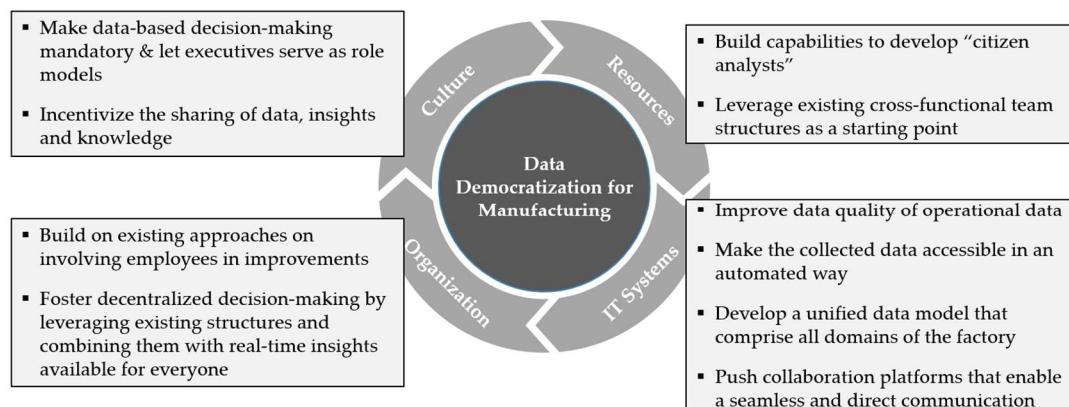 ▪ Make data-based decision-making
mandatory & let executives serve as role
models
▪ Incentivize the sharing of data, insights
and knowledge
Culture
Resources
▪ Build capabilities to develop “citizen
analysts”
▪ Leverage existing cross-functional team
structures as a starting point
Data
Democratization for
Manufacturing
▪ Build on existing approaches on
involving employees in improvements
▪ Foster decentralized decision-making by
leveraging existing structures and
combining them with real-time insights
available for everyone
Organization
IT Systems
▪ Improve data quality of operational data
▪ Make the collected data accessible in an
automated way
▪ Develop a unified data model that
comprise all domains of the factory
▪ Push collaboration platforms that enable
a seamless and direct communication